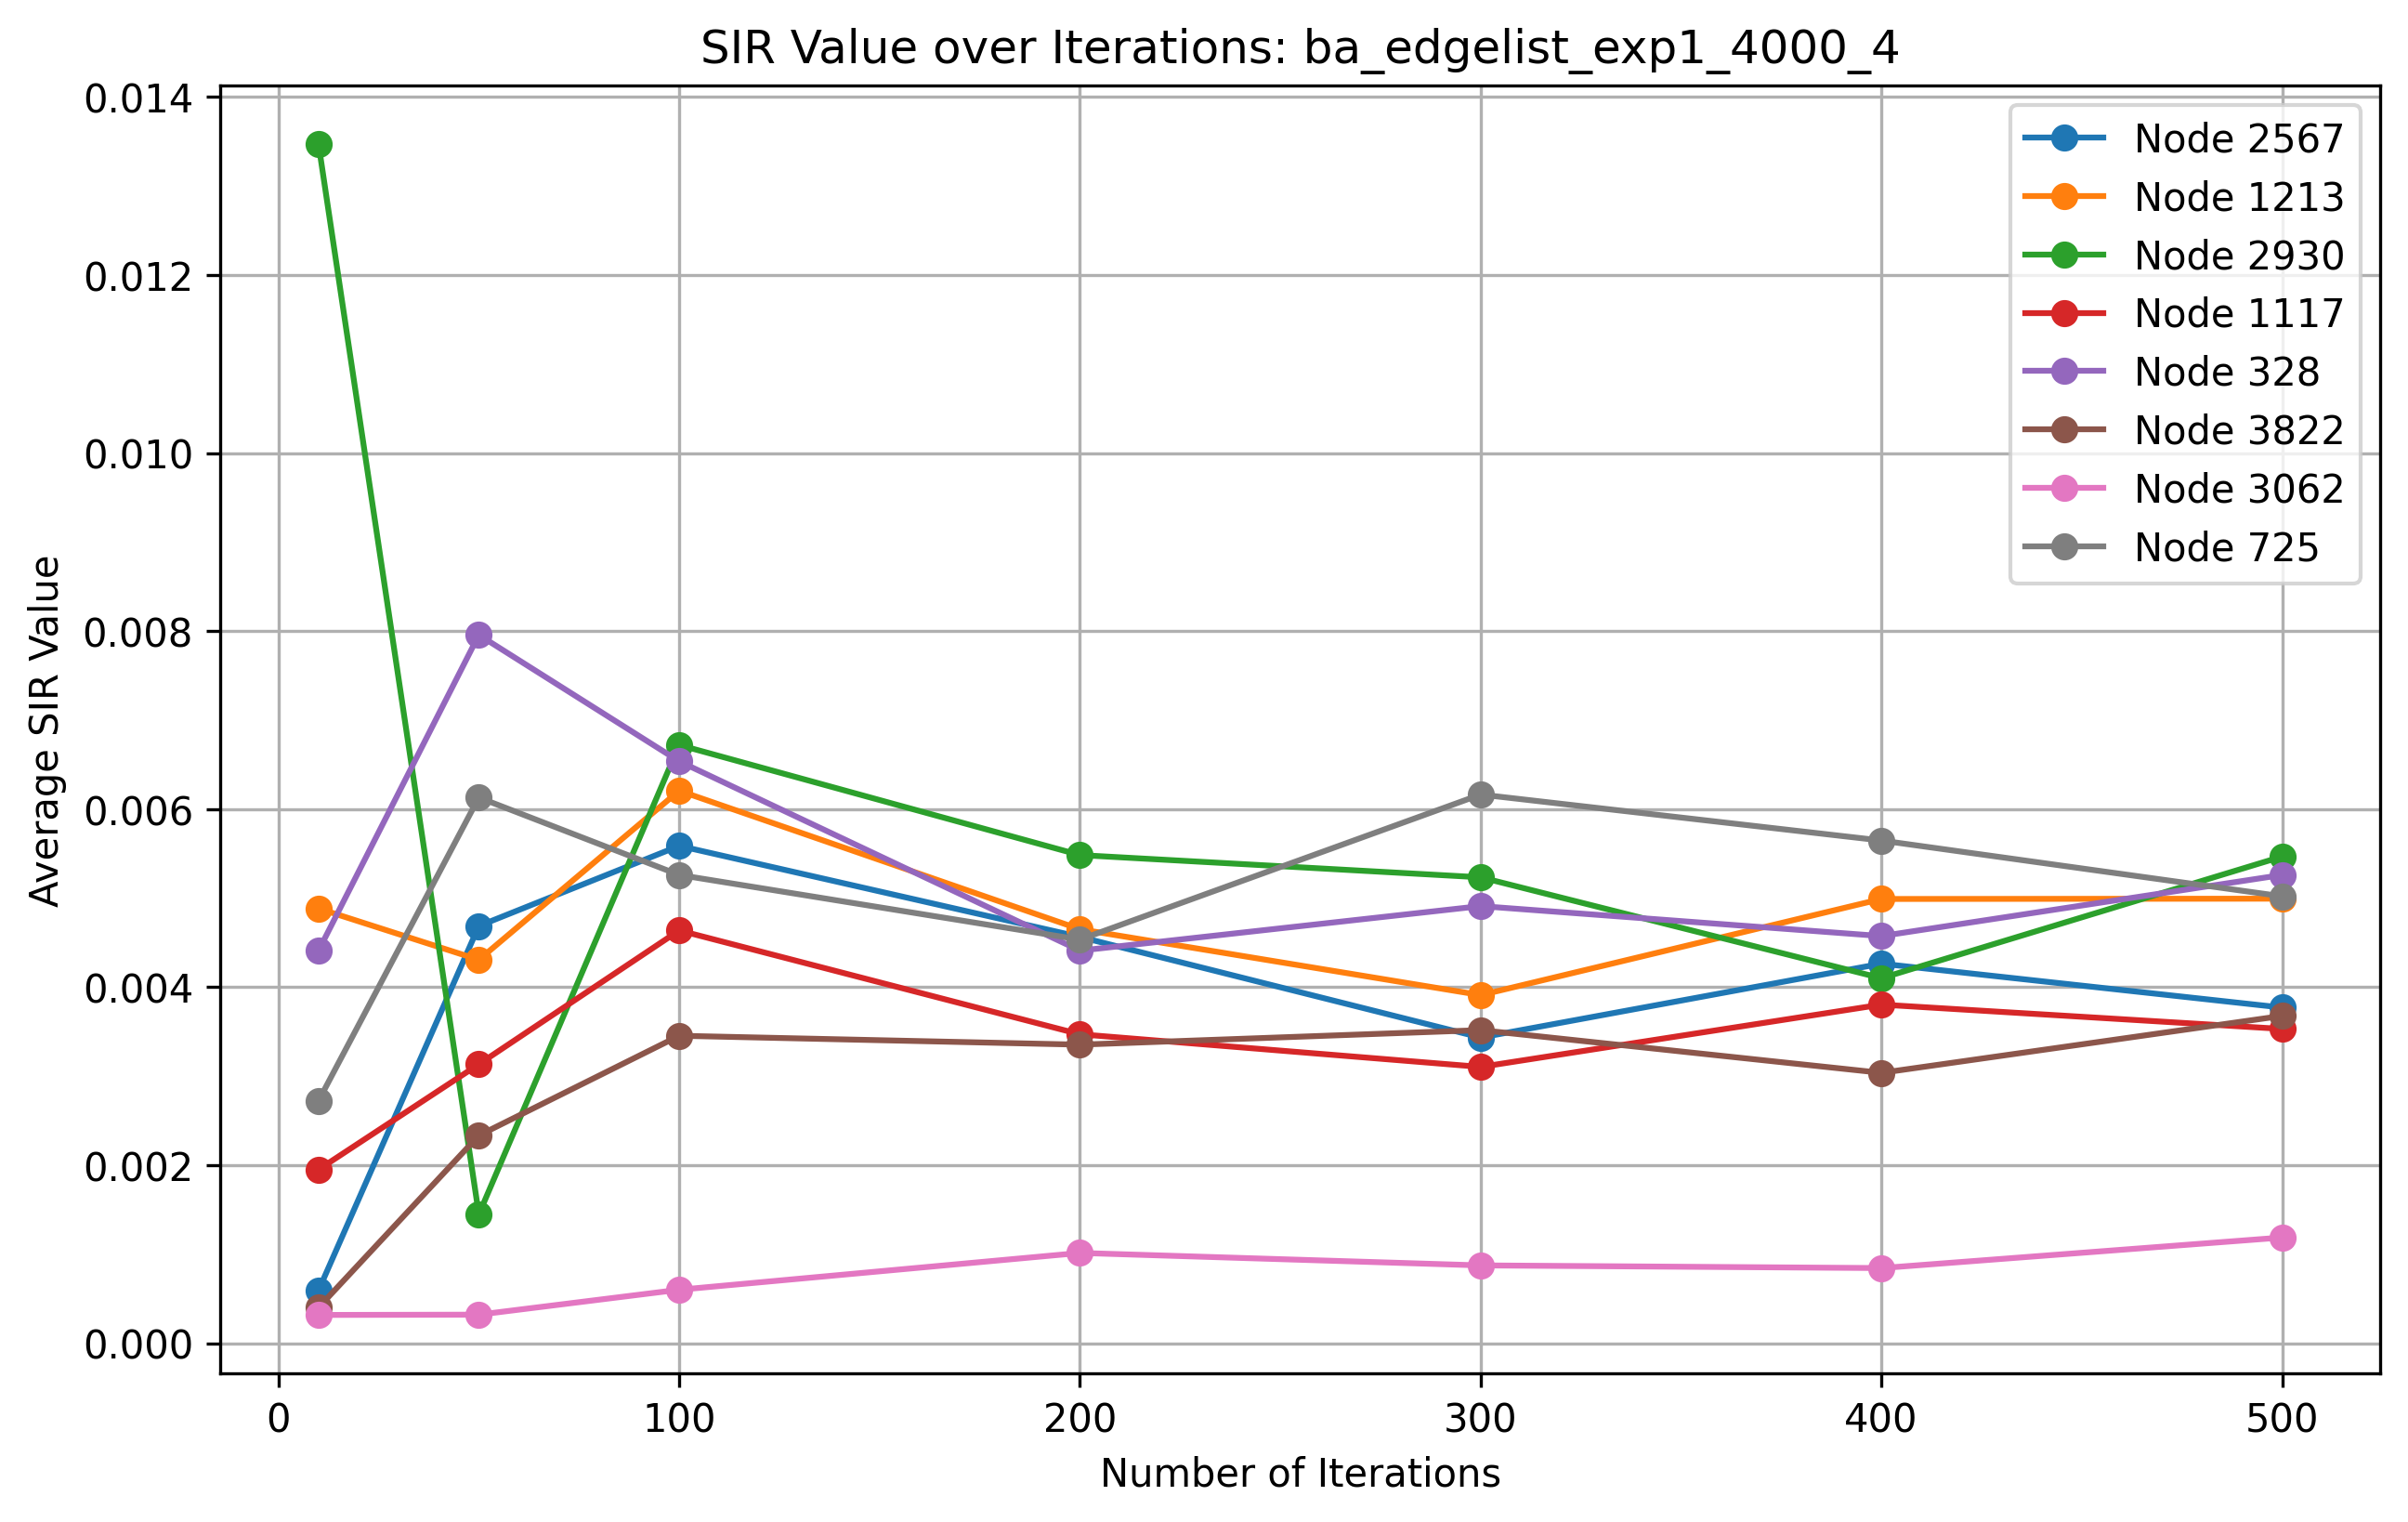 SIR Value over Iterations: ba_edgelist_exp1_4000_4
Average SIR Value
0.014
0.012
0.010
0.008
0.006
0.004
0.002
0.000
Node 2567
Node 1213
Node 2930
Node 1117
Node 328
Node 3822
Node 3062
Node 725
0 100 200 300 400 500
Number of Iterations